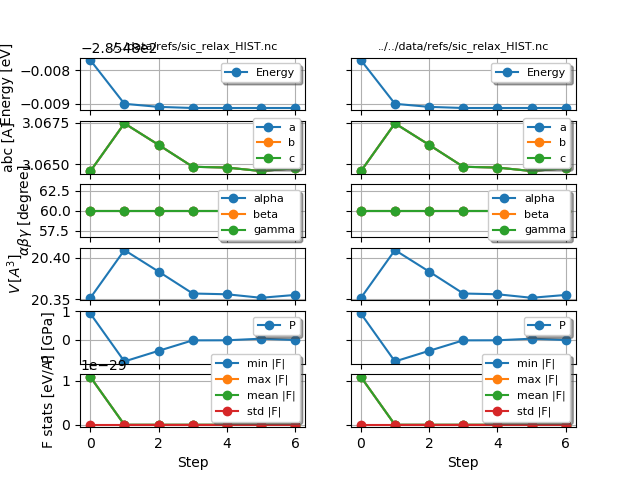 ../../data/refs/sic_relax_HIST.nc
../../data/refs/sic_relax_HIST.nc
−2.8548e2
Energy [eV]
−0.008
−0.009
Energy
Energy
abc [A]
3.0675
3.0650
a
b
c
a
b
c
αβγ [degree]
62.5
60.0
57.5
alpha
beta
gamma
alpha
beta
gamma
V [A³]
20.40
20.35
P [GPa]
1
0
P
P
1e−29
F stats [eV/A]
1
0
min |F|
max |F|
mean |F|
std |F|
min |F|
max |F|
mean |F|
std |F|
0 2 4 6
0 2 4 6
Step
Step